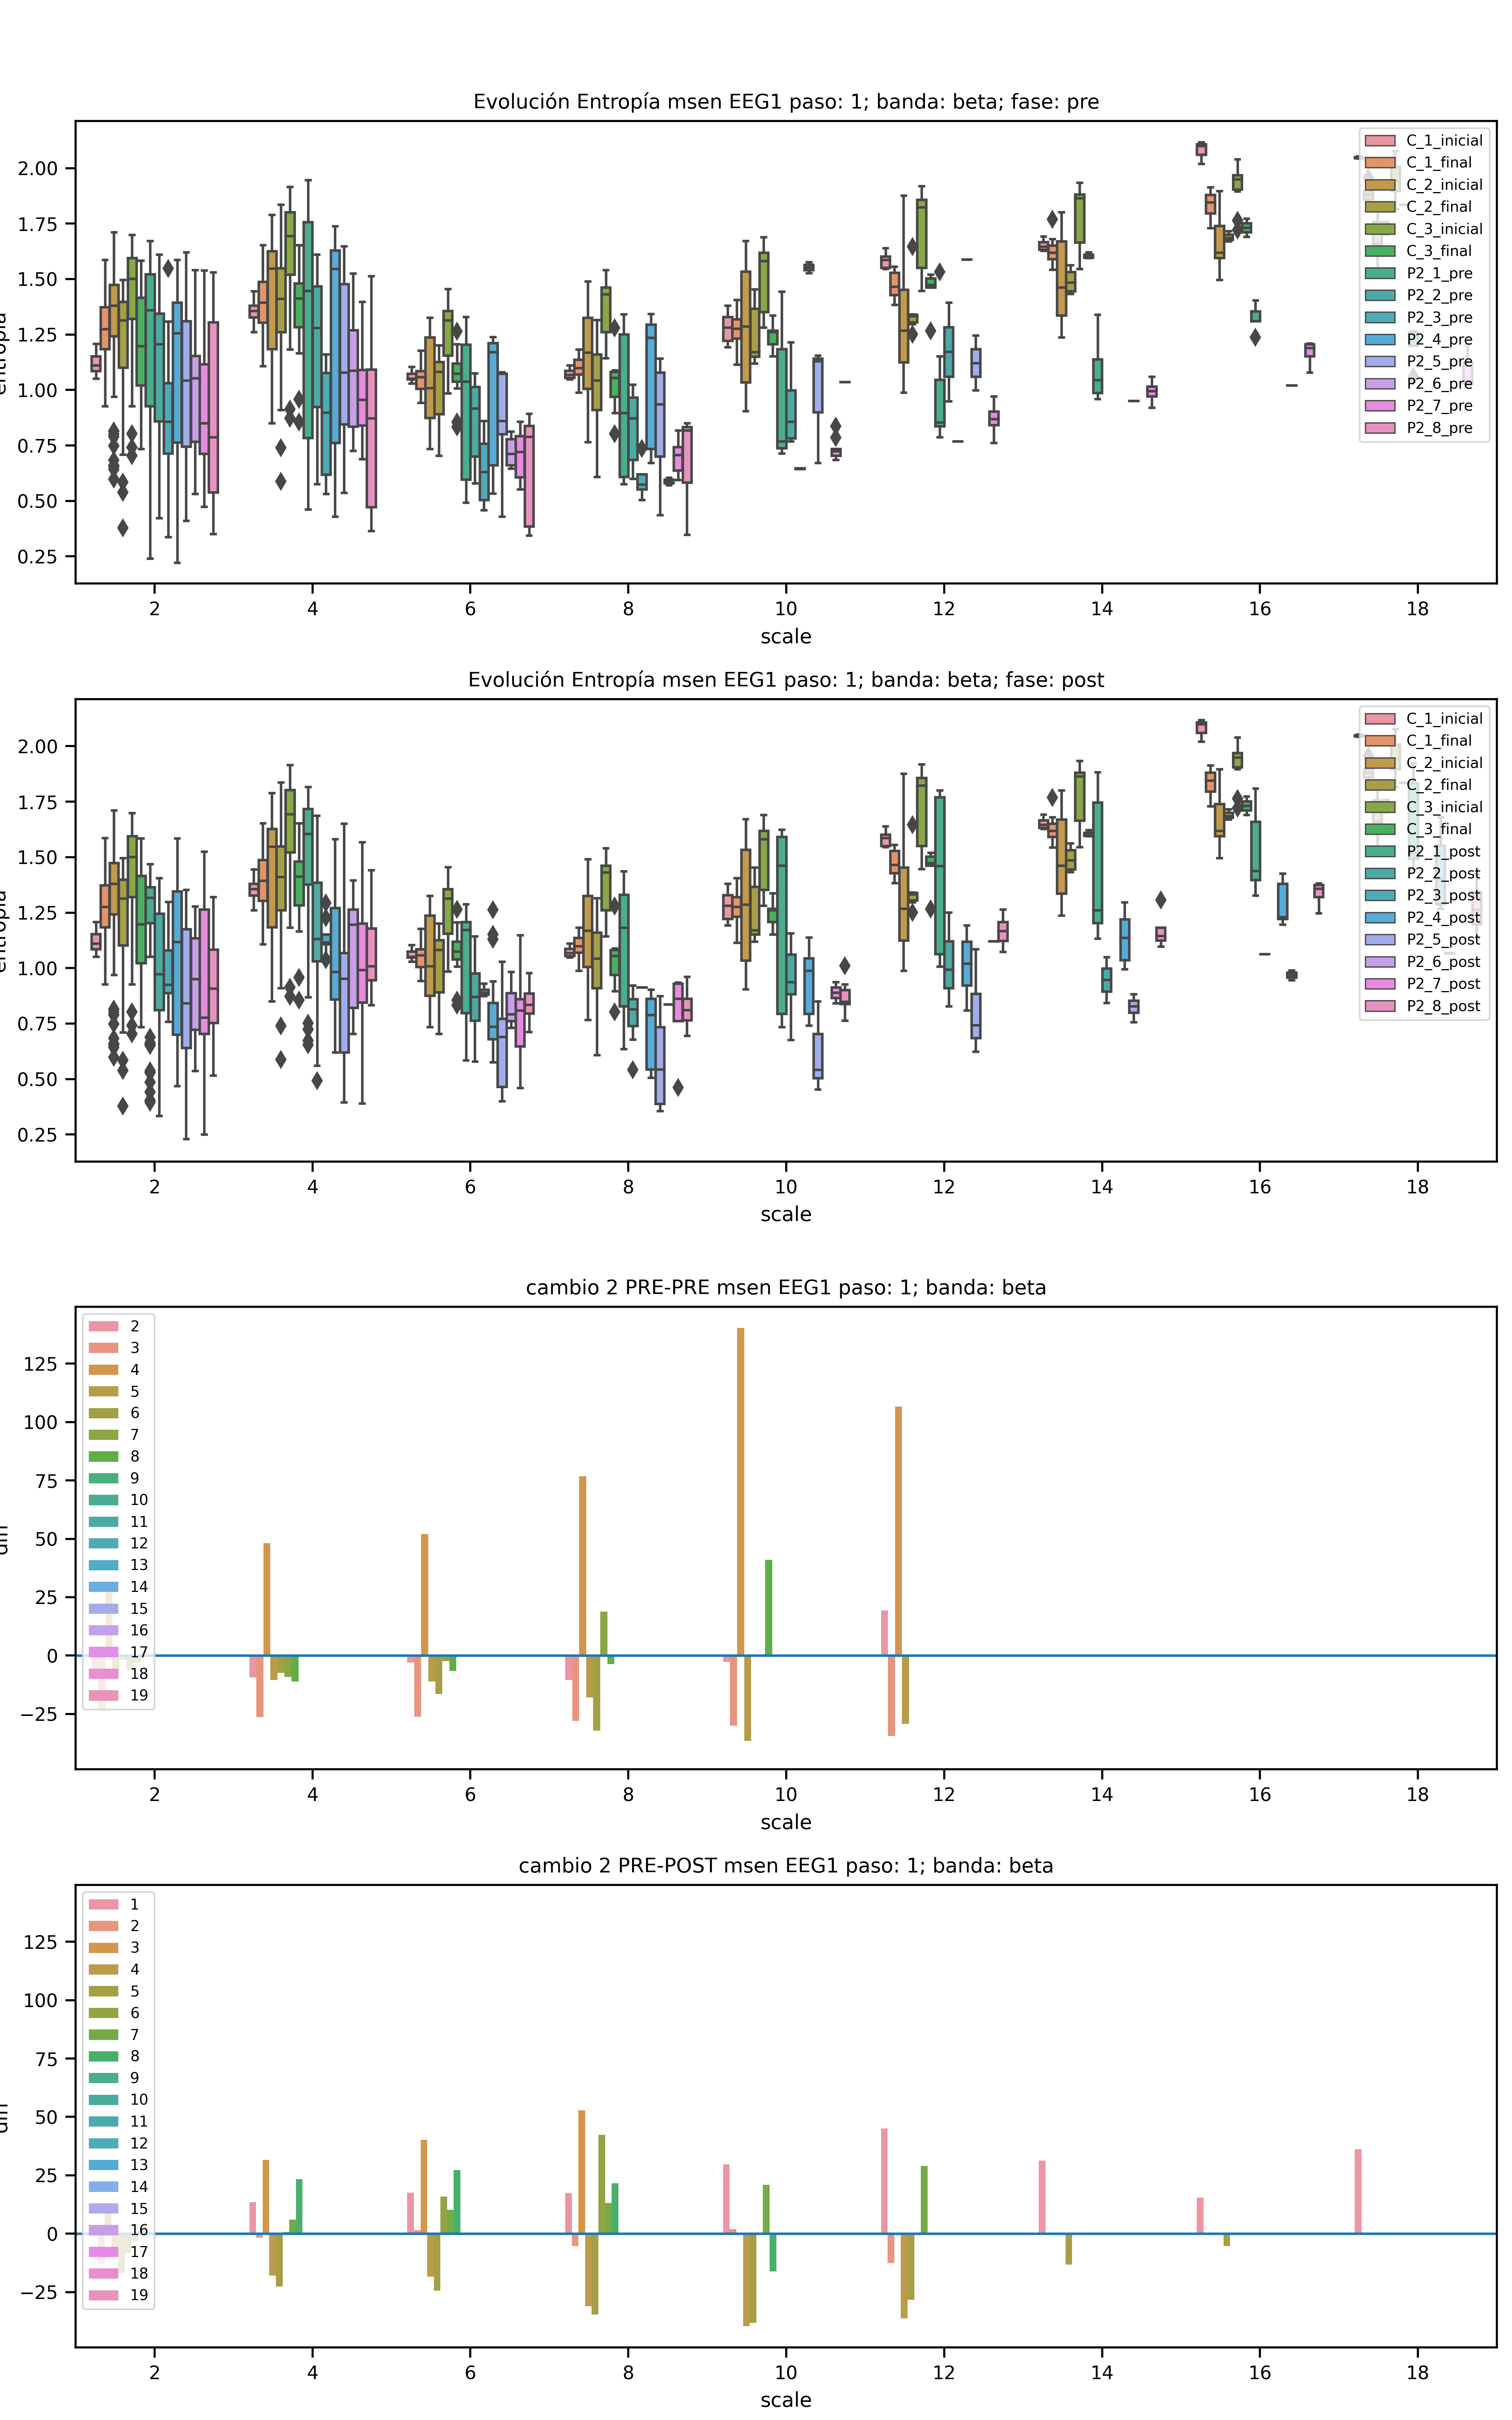 Evolución Entropía msen EEG1 paso: 1; banda: beta; fase: pre
2.00
1.75
1.50
1.25
1.00
0.75
0.50
0.25
C_1_inicial
C_1_final
C_2_inicial
C_2_final
C_3_inicial
C_3_final
P2_1_pre
P2_2_pre
P2_3_pre
P2_4_pre
P2_5_pre
P2_6_pre
P2_7_pre
P2_8_pre
2 4 6 8 10 12 14 16 18
scale
Evolución Entropía msen EEG1 paso: 1; banda: beta; fase: post
2.00
1.75
1.50
1.25
1.00
0.75
0.50
0.25
C_1_inicial
C_1_final
C_2_inicial
C_2_final
C_3_inicial
C_3_final
P2_1_post
P2_2_post
P2_3_post
P2_4_post
P2_5_post
P2_6_post
P2_7_post
P2_8_post
2 4 6 8 10 12 14 16 18
scale
cambio 2 PRE-PRE msen EEG1 paso: 1; banda: beta
125
100
75
50
25
0
−25
2
3
4
5
6
7
8
9
10
11
12
13
14
15
16
17
18
19
2 4 6 8 10 12 14 16 18
scale
cambio 2 PRE-POST msen EEG1 paso: 1; banda: beta
125
100
75
50
25
0
−25
1
2
3
4
5
6
7
8
9
10
11
12
13
14
15
16
17
18
19
2 4 6 8 10 12 14 16 18
scale